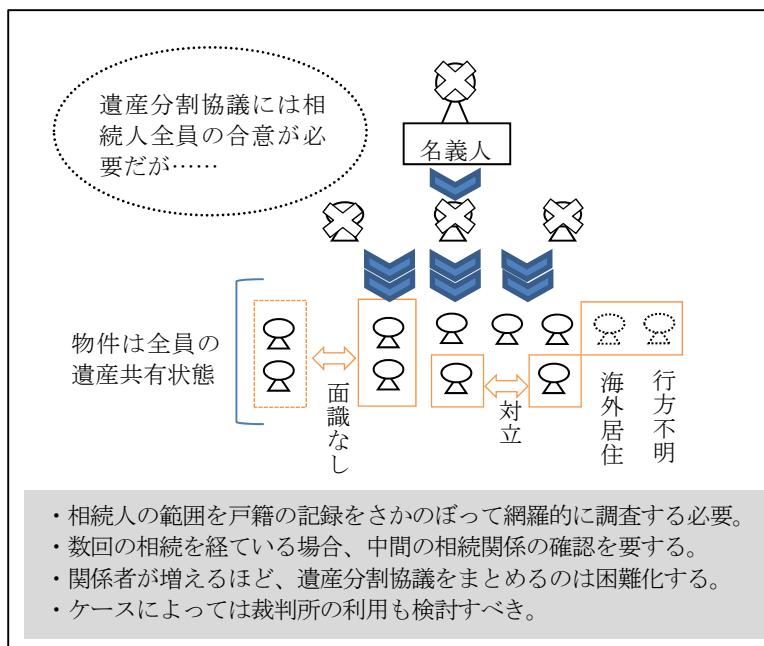 遺産分割協議には相
続人全員の合意が必
要だが……
名義人
物件は全員の
遺産共有状態
面識なし
対立
海外居住
行方不明
・相続人の範囲を戸籍の記録をさかのぼって網羅的に調査する必要。
・数回の相続を経ている場合、中間の相続関係の確認を要する。
・関係者が増えるほど、遺産分割協議をまとめるのは困難化する。
・ケースによっては裁判所の利用も検討すべき。